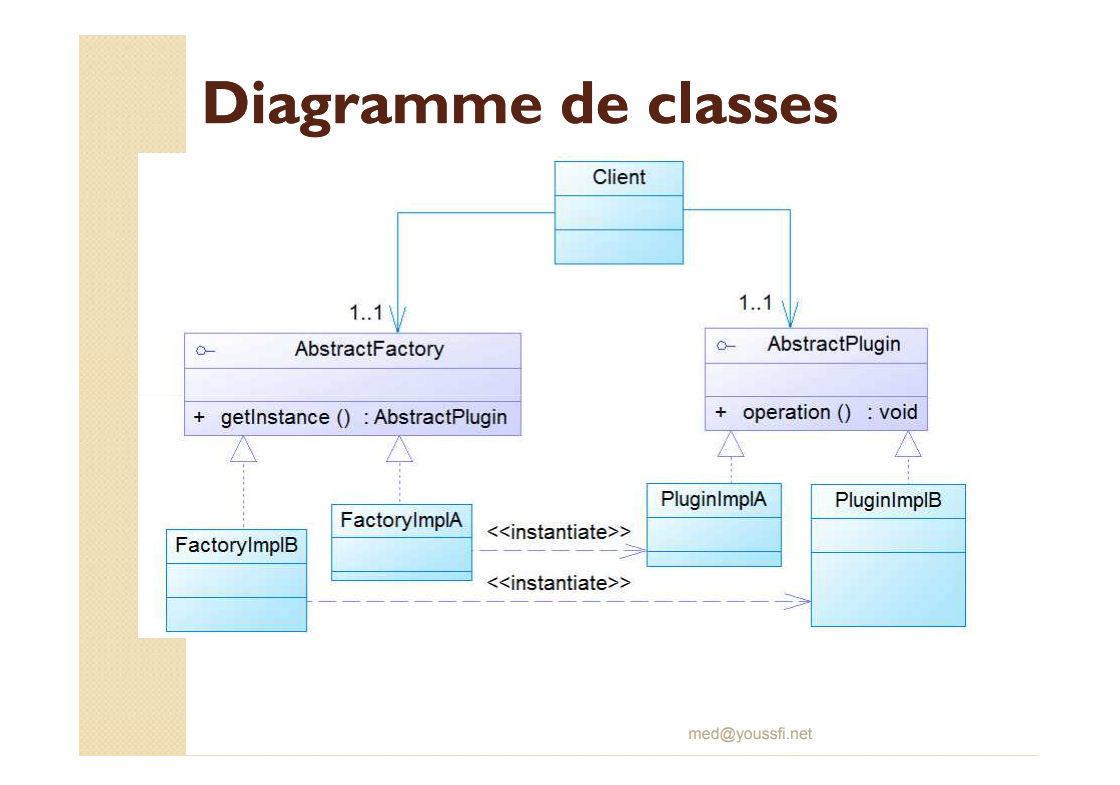 Diagramme de classes
Client
1..1
1..1
AbstractFactory
+ getInstance () : AbstractPlugin
AbstractPlugin
+ operation () : void
FactoryImplB
FactoryImplA
<<instantiate>>
<<instantiate>>
PluginImplA
PluginImplB
med@youssfi.net